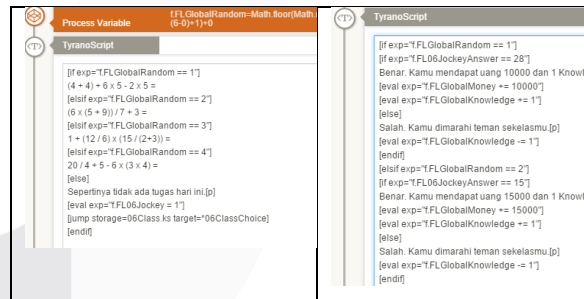 Process Variable
f.FLGlobalRandom=Math.floor(Math.
(6-0)+1)+0
TyranoScript
[if exp="f.FLGlobalRandom == 1"]
(4 + 4) + 6 x 5 - 2 x 5 =
[elsif exp="f.FLGlobalRandom == 2"]
(6 x (5 + 9)) / 7 + 3 =
[elsif exp="f.FLGlobalRandom == 3"]
1 + (12 / 6) x (15 / (2+3)) =
[elsif exp="f.FLGlobalRandom == 4"]
20 / 4 + 5 - 6 x (3 x 4) =
[else]
Sepertinya tidak ada tugas hari ini.[p]
[eval exp="f.FL06Jockey = 1"]
[jump storage=06Class.ks target=*06ClassChoice]
[endif]
TyranoScript
[if exp="f.FLGlobalRandom == 1"]
[if exp="f.FL06JockeyAnswer == 28"]
Benar. Kamu mendapat uang 10000 dan 1 Knowl
[eval exp="f.FLGlobalMoney += 10000"]
[eval exp="f.FLGlobalKnowledge += 1"]
[else]
Salah. Kamu dimarahi teman sekelasmu.[p]
[eval exp="f.FLGlobalKnowledge -= 1"]
[endif]
[elsif exp="f.FLGlobalRandom == 2"]
[if exp="f.FL06JockeyAnswer == 15"]
Benar. Kamu mendapat uang 15000 dan 1 Knowl
[eval exp="f.FLGlobalMoney += 15000"]
[eval exp="f.FLGlobalKnowledge += 1"]
[else]
Salah. Kamu dimarahi teman sekelasmu.[p]
[eval exp="f.FLGlobalKnowledge -= 1"]
[endif]